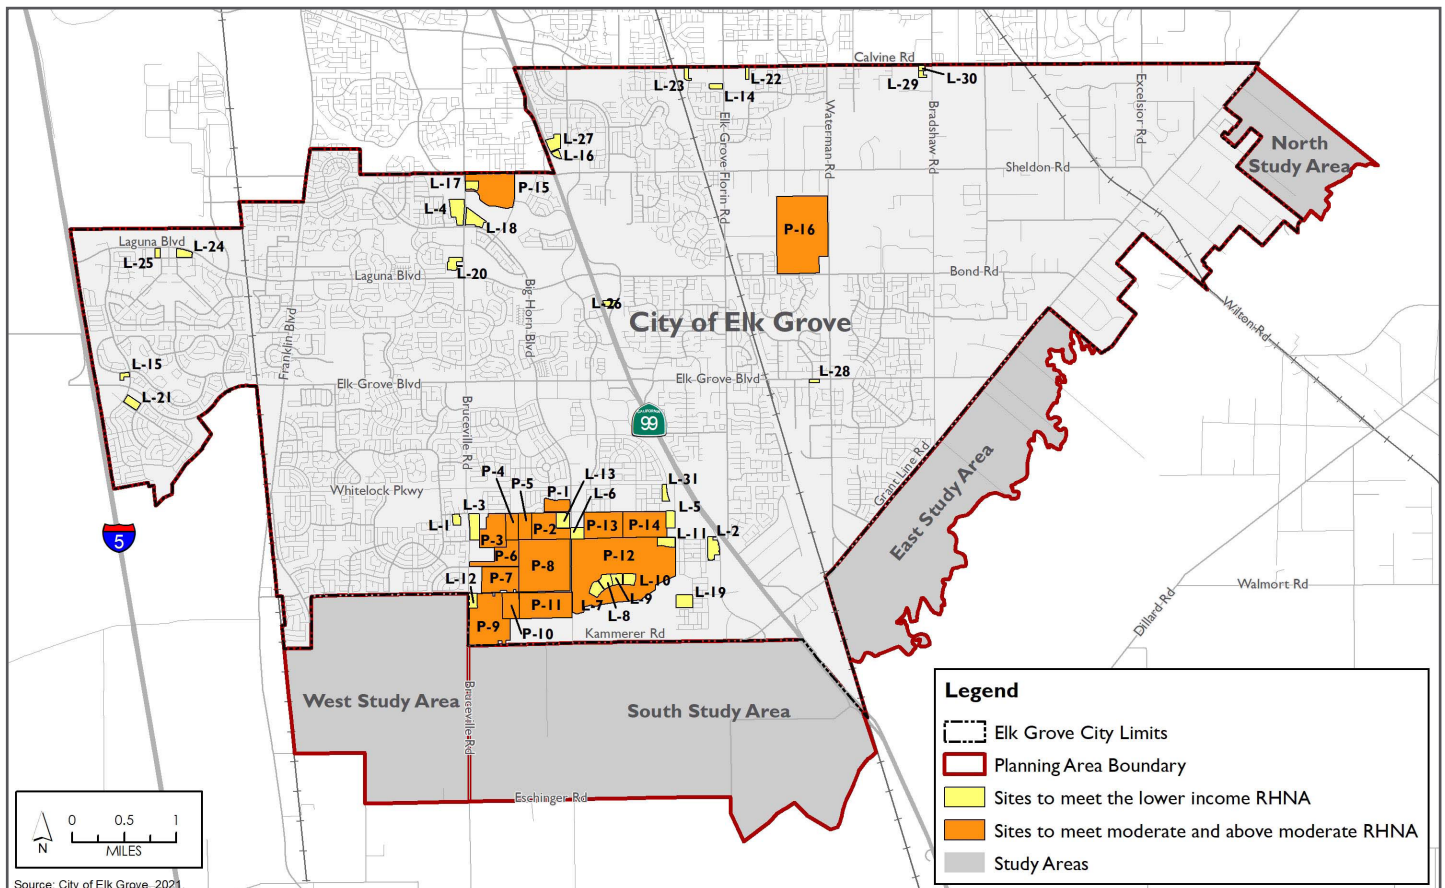 Calvine Rd
L-23
L-22
L-14
L-29
L-30
Elk Grove Florin Rd
Waterman Rd
Bradshaw Rd
Excelsior Rd
L-27
L-16
North
Study Area
Sheldon Rd
L-17
P-15
L-4
L-18
P-16
Laguna Blvd
L-24
L-25
L-20
Laguna Blvd
Bond Rd
Big Horn Blvd
L-26
City of Elk Grove
Wilton Rd
Franklin Blvd
L-15
L-21
Elk Grove Blvd
Elk Grove Blvd
L-28
Bruceville Rd
CALIFORNIA
99
Grant Line Rd
East Study Area
Whitelock Pkwy
P-4
P-5
P-1
L-13
L-6
L-31
L-3
L-1
L-5
P-2
P-13
P-14
L-11
L-2
P-3
P-6
P-8
P-12
5
L-12
P-7
L-10
L-9
L-7
L-8
L-19
P-11
P-9
P-10
Kammerer Rd
Walmort Rd
Dillard Rd
West Study Area
Bruceville Rd
South Study Area
Eschinger Rd
Legend
Elk Grove City Limits
Planning Area Boundary
Sites to meet the lower income RHNA
Sites to meet moderate and above moderate RHNA
Study Areas
0 0.5 1
MILES
N
Source: City of Elk Grove, 2021